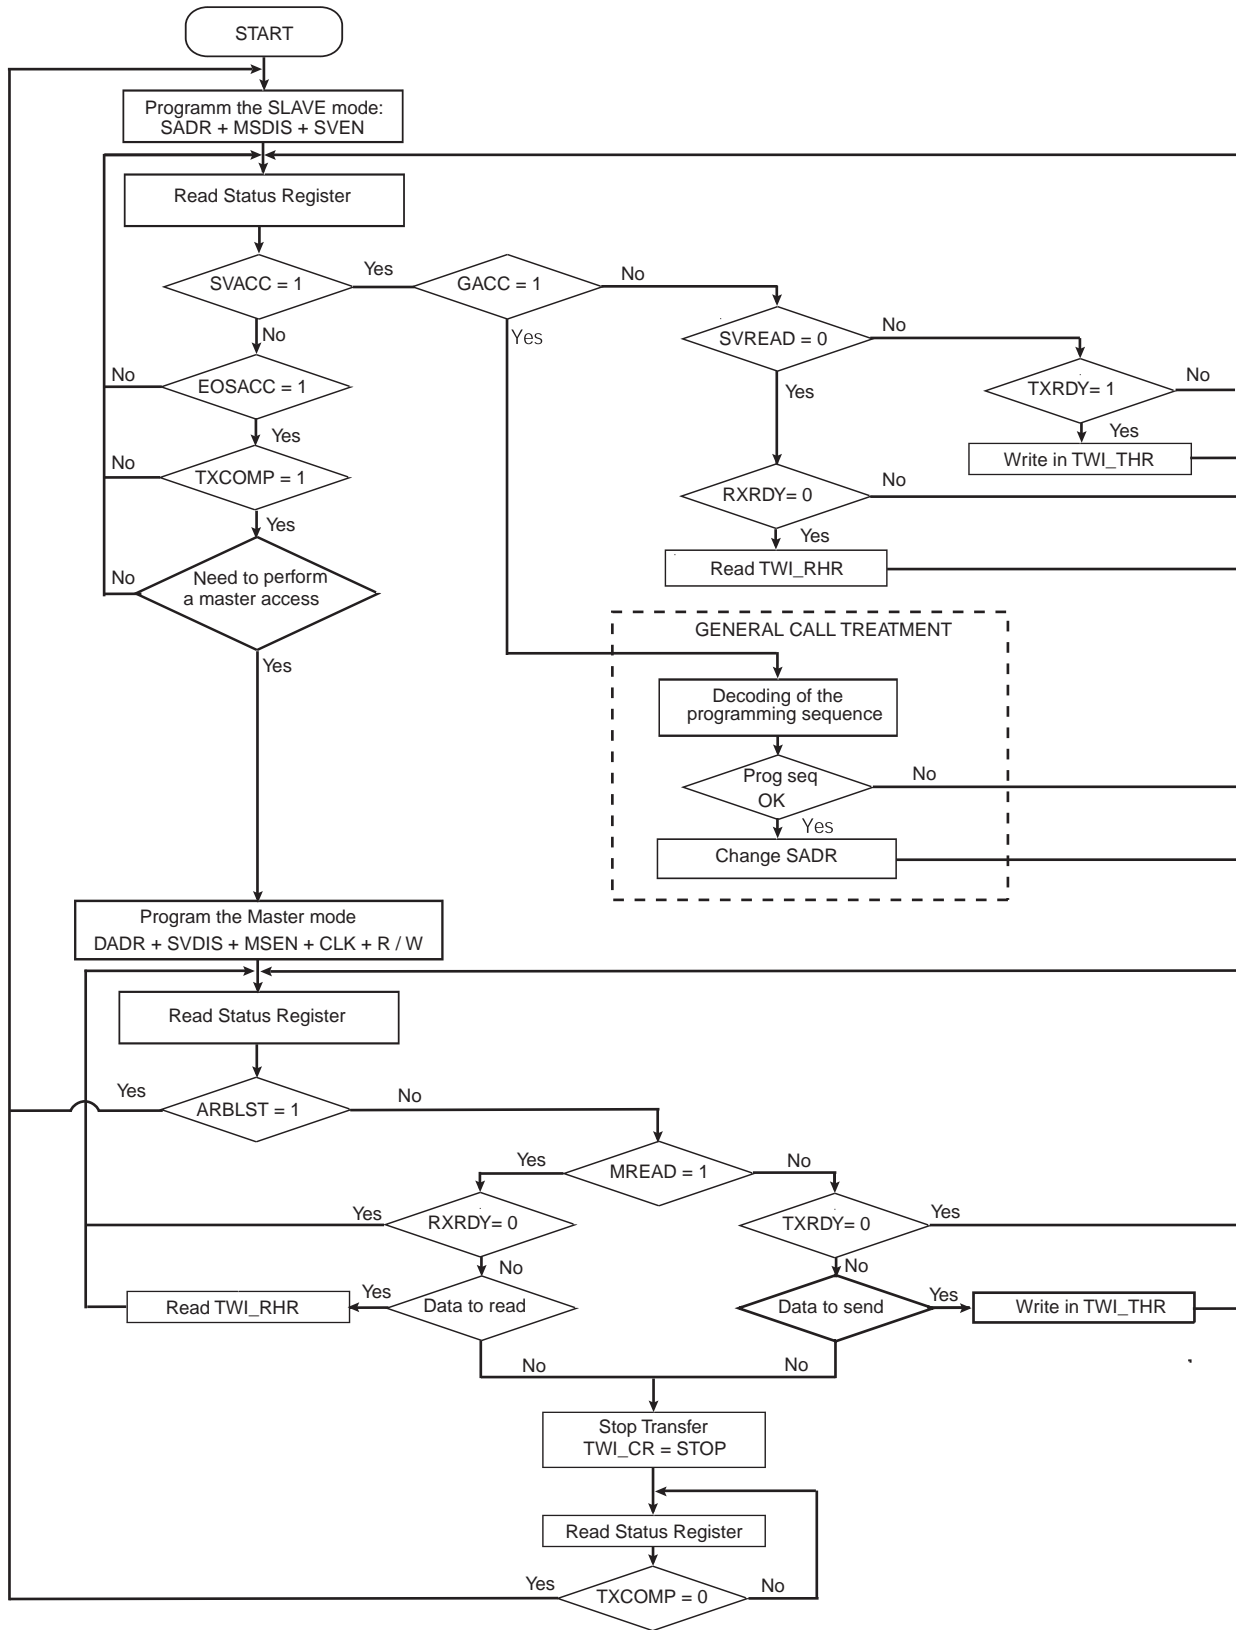 START
Programm the SLAVE mode:
SADR + MSDIS + SVEN
Read Status Register
SVACC = 1
Yes
GACC = 1
No
No
Yes
SVREAD = 0
No
No
EOSACC = 1
Yes
TXRDY= 1
No
Yes
Yes
Write in TWI_THR
No
TXCOMP = 1
RXRDY= 0
No
Yes
Yes
Read TWI_RHR
No
Need to perform
a master access
Yes
GENERAL CALL TREATMENT
Decoding of the
programming sequence
Prog seq
OK
No
Yes
Change SADR
Program the Master mode
DADR + SVDIS + MSEN + CLK + R / W
Read Status Register
Yes
ARBLST = 1
No
Yes
MREAD = 1
No
Yes
RXRDY= 0
TXRDY= 0
Yes
No
No
Read TWI_RHR
Yes
Data to read
Data to send
Yes
Write in TWI_THR
No
No
Stop Transfer
TWI_CR = STOP
Read Status Register
Yes
TXCOMP = 0
No